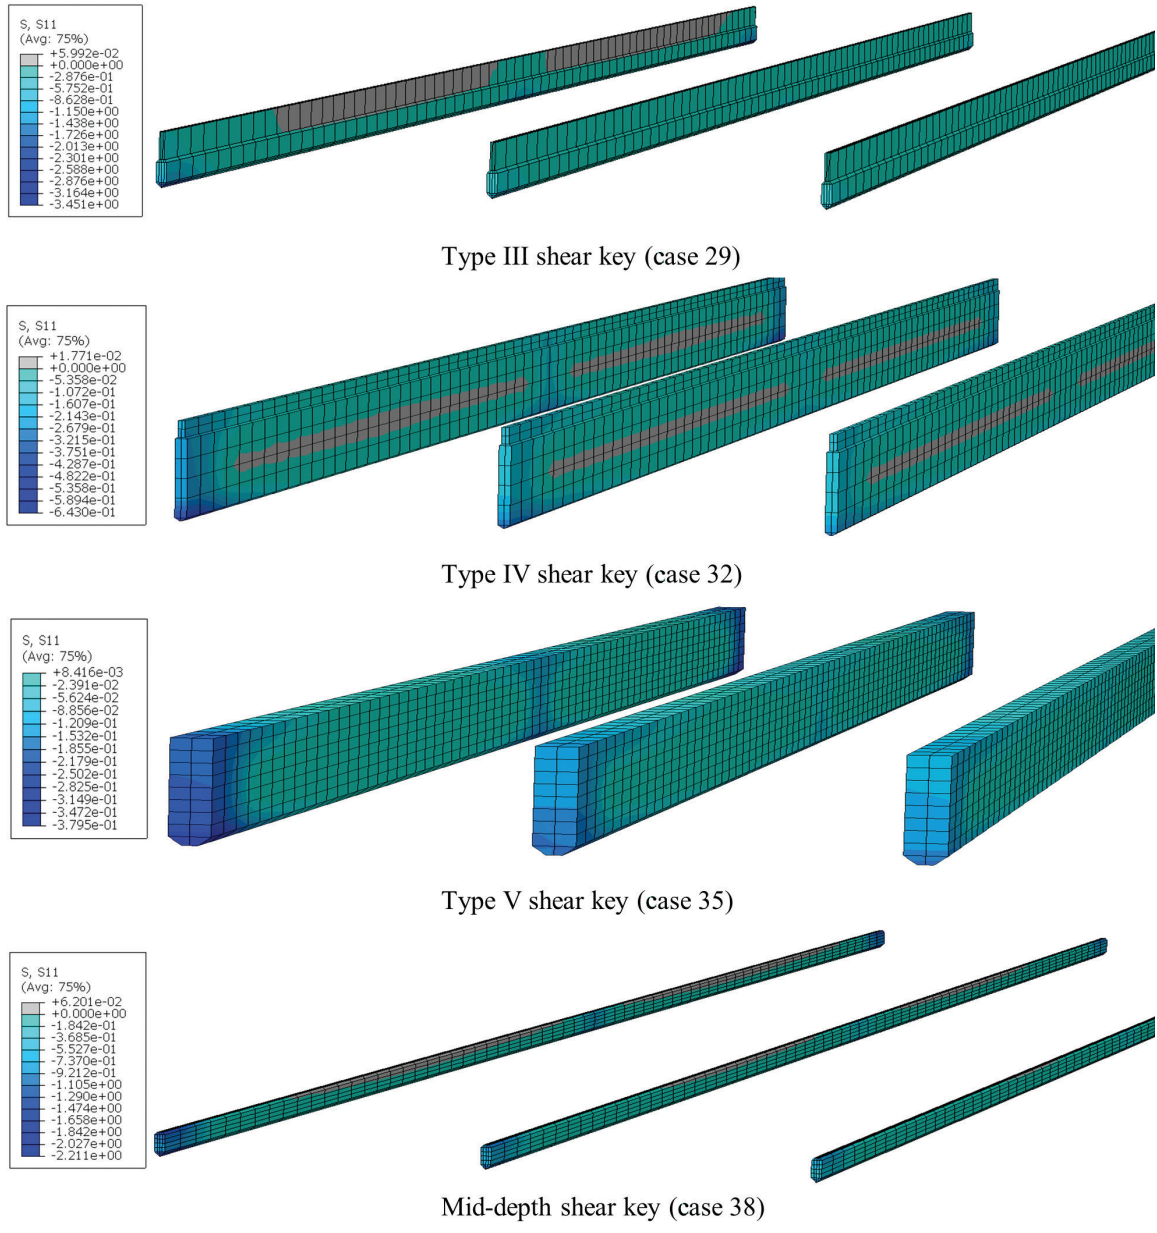 S, S11
(Avg: 75%)
+5.992e-02
+0.000e+00
-2.876e-01
-5.752e-01
-8.628e-01
-1.150e+00
-1.438e+00
-1.726e+00
-2.013e+00
-2.301e+00
-2.588e+00
-2.876e+00
-3.164e+00
-3.451e+00
Type III shear key (case 29)
S, S11
(Avg: 75%)
+1.771e-02
+0.000e+00
-5.358e-02
-1.072e-01
-1.607e-01
-2.143e-01
-2.679e-01
-3.215e-01
-3.751e-01
-4.287e-01
-4.822e-01
-5.358e-01
-5.894e-01
-6.430e-01
Type IV shear key (case 32)
S, S11
(Avg: 75%)
+8.416e-03
-2.391e-02
-5.624e-02
-8.856e-02
-1.209e-01
-1.532e-01
-1.855e-01
-2.179e-01
-2.502e-01
-2.825e-01
-3.149e-01
-3.472e-01
-3.795e-01
Type V shear key (case 35)
S, S11
(Avg: 75%)
+6.201e-02
+0.000e+00
-1.842e-01
-3.685e-01
-5.527e-01
-7.370e-01
-9.212e-01
-1.105e+00
-1.290e+00
-1.474e+00
-1.658e+00
-1.842e+00
-2.027e+00
-2.211e+00
Mid-depth shear key (case 38)